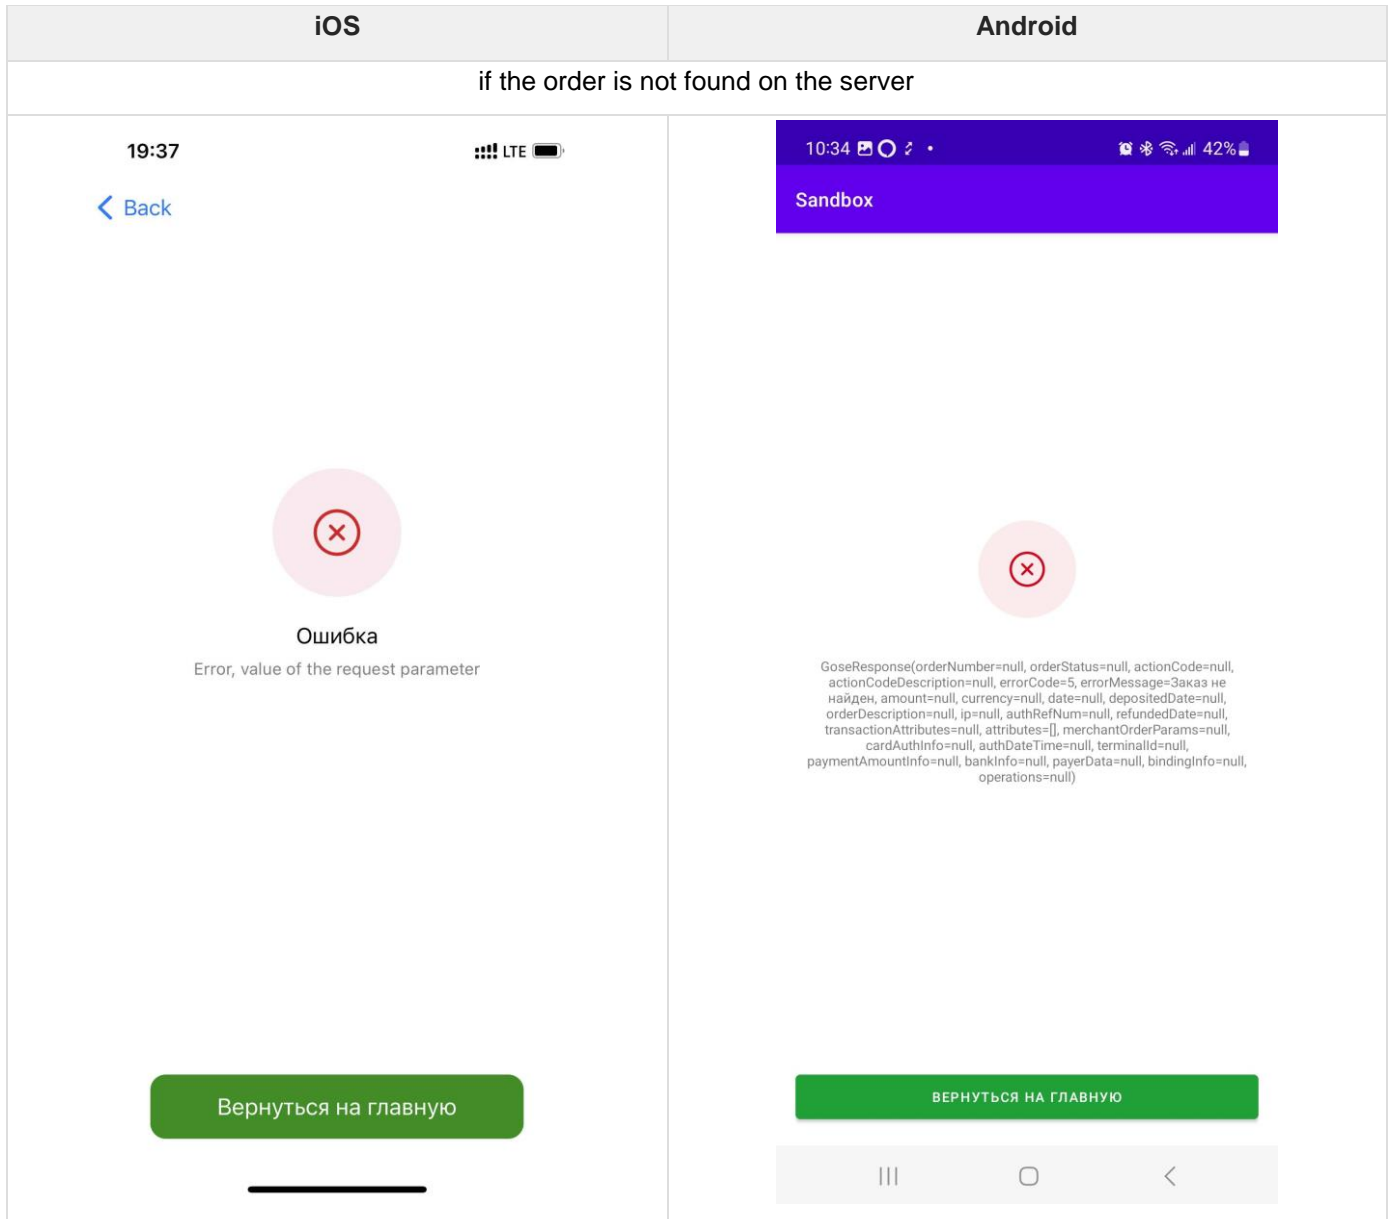 iOS
Android
if the order is not found on the server
19:37
LTE
Back
Ошибка
Error, value of the request parameter
Вернуться на главную
10:34
42%
Sandbox
GoseResponse(orderNumber=null, orderStatus=null, actionCode=null,
actionCodeDescription=null, errorCode=5, errorMessage=Заказ не
найден, amount=null, currency=null, date=null, depositedDate=null,
orderDescription=null, ip=null, authRefNum=null, refundedDate=null,
transactionAttributes=null, attributes=[], merchantOrderParams=null,
cardAuthInfo=null, authDateTime=null, terminalId=null,
paymentAmountInfo=null, bankInfo=null, payerData=null, bindingInfo=null,
operations=null)
ВЕРНУТЬСЯ НА ГЛАВНУЮ